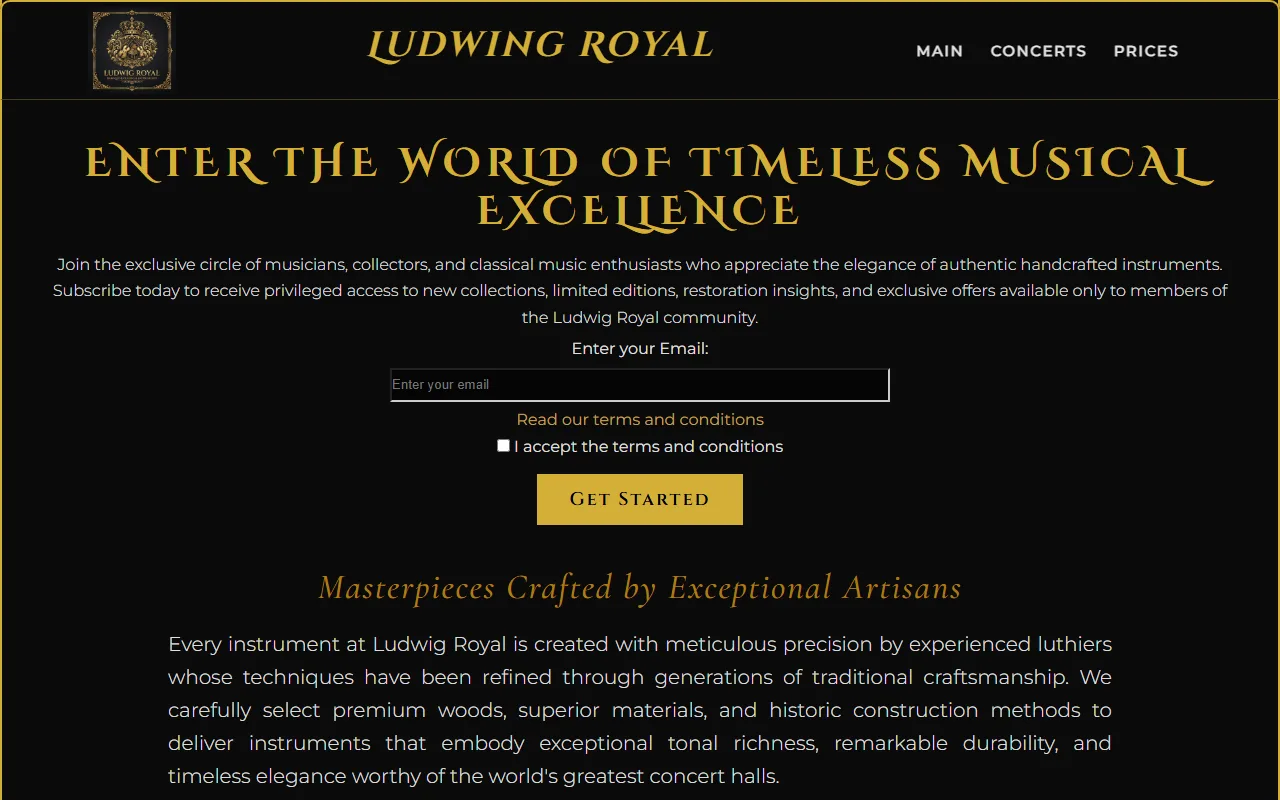 LUDWIG ROYAL
LUDWING ROYAL
MAIN CONCERTS PRICES
ENTER THE WORLD OF TIMELESS MUSICAL
EXCELLENCE
Join the exclusive circle of musicians, collectors, and classical music enthusiasts who appreciate the elegance of authentic handcrafted instruments.
Subscribe today to receive privileged access to new collections, limited editions, restoration insights, and exclusive offers available only to members of
the Ludwig Royal community.
Enter your Email:
Enter your email
Read our terms and conditions
I accept the terms and conditions
Get Started
Masterpieces Crafted by Exceptional Artisans
Every instrument at Ludwig Royal is created with meticulous precision by experienced luthiers
whose techniques have been refined through generations of traditional craftsmanship. We
carefully select premium woods, superior materials, and historic construction methods to
deliver instruments that embody exceptional tonal richness, remarkable durability, and
timeless elegance worthy of the world's greatest concert halls.